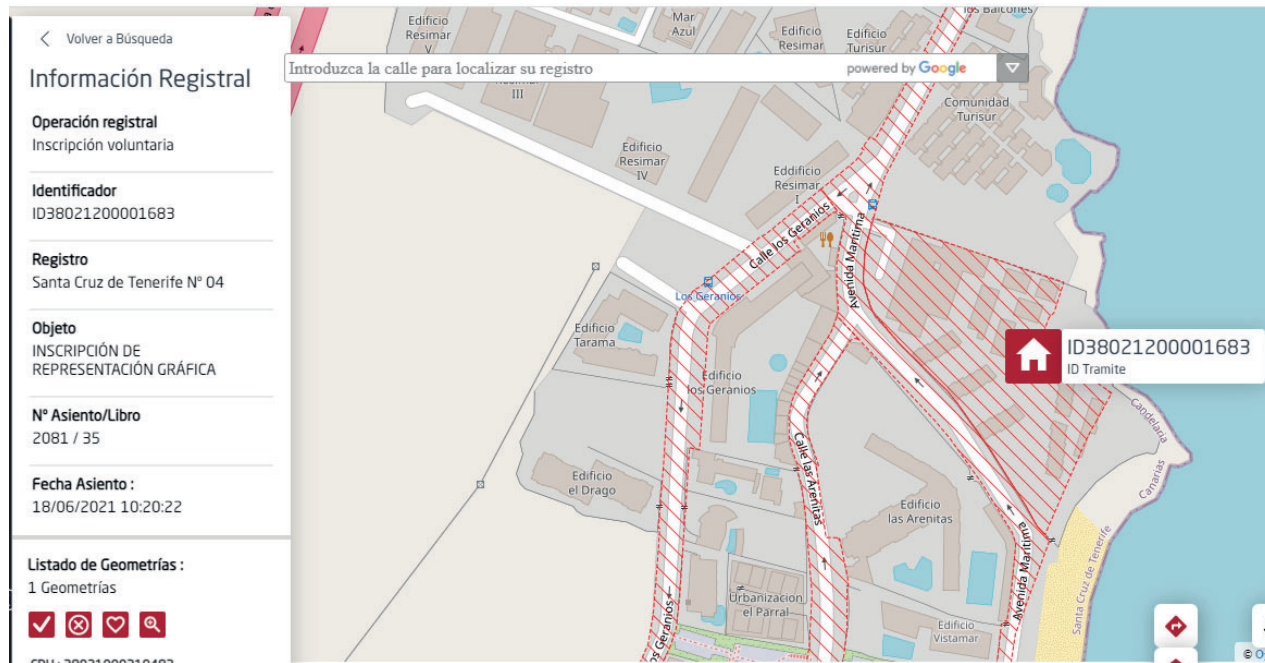 Volver a Búsqueda
Información Registral
Operación registral
Inscripción voluntaria
Identificador
ID38021200001683
Registro
Santa Cruz de Tenerife Nº 04
Objeto
INSCRIPCIÓN DE
REPRESENTACIÓN GRÁFICA
Nº Asiento/Libro
2081 / 35
Fecha Asiento :
18/06/2021 10:20:22
Listado de Geometrías :
1 Geometrías
Introduzca la calle para localizar su registro
powered by Google
Edificio
Resimar
V
Mar
Azul
Edificio
Resimar
Edificio
Turisur
los Balcones
III
Comunidad
Turisur
Edificio
Resimar
IV
Eddificio
Resimar
I
Calle los Geranios
Avenida Marítima
Los Geranios
Edificio
Tarama
Edificio
los Geranios
ID38021200001683
ID Tramite
Candelaria
Canarias
Calle las Arenitas
Edificio
el Drago
Edificio
las Arenitas
Avenida Marítima
Santa Cruz de Tenerife
Urbanizacion
el Parral
Edificio
Vistamar
los Geranios
©